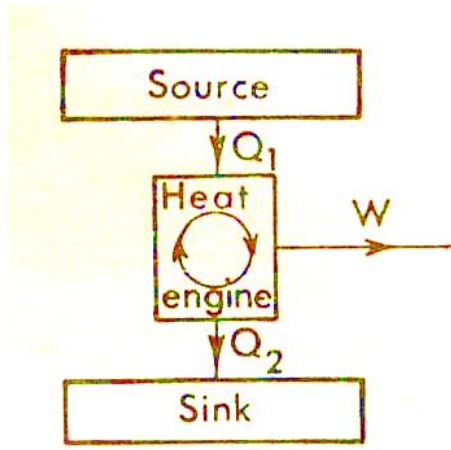 Source
Q1
Heat
W
engine
Q2
Sink